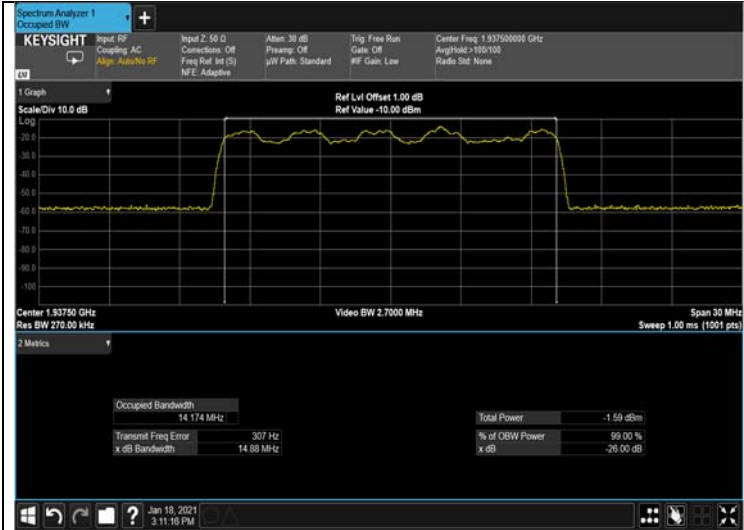 Spectrum Analyzer 1
Occupied BW
+
KEYSIGHT
Input: RF
Coupling: AC
Align: Auto/No RF
Input Z: 50 Ω
Corrections: Off
Freq Ref: Int (S)
NFE: Adaptive
Atten: 30 dB
Preamp: Off
µW Path: Standard
Trig: Free Run
Gate: Off
#IF Gain: Low
Center Freq: 1.937500000 GHz
Avg|Hold:>100/100
Radio Std: None
1 Graph
Scale/Div 10.0 dB
Ref Lvl Offset 1.00 dB
Ref Value -10.00 dBm
Log
-20.0
-30.0
-40.0
-50.0
-60.0
-70.0
-80.0
-90.0
-100
Center 1.93750 GHz
Res BW 270.00 kHz
Video BW 2.7000 MHz
Span 30 MHz
Sweep 1.00 ms (1001 pts)
2 Metrics
Occupied Bandwidth
14.174 MHz
Transmit Freq Error 307 Hz
x dB Bandwidth 14.88 MHz
Total Power -1.59 dBm
% of OBW Power 99.00 %
x dB -26.00 dB
?
Jan 18, 2021
3:11:16 PM